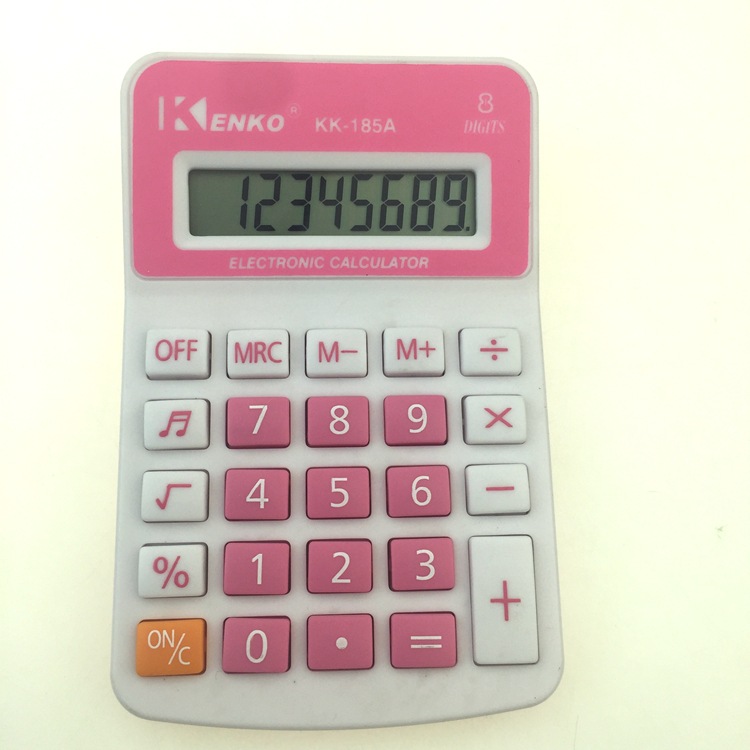 KENKO® KK-185A 8
DIGITS
12345689.
ELECTRONIC CALCULATOR
OFF MRC M− M+ ÷
♬ 7 8 9 ×
√ 4 5 6 −
% 1 2 3 +
ON/C 0 • =